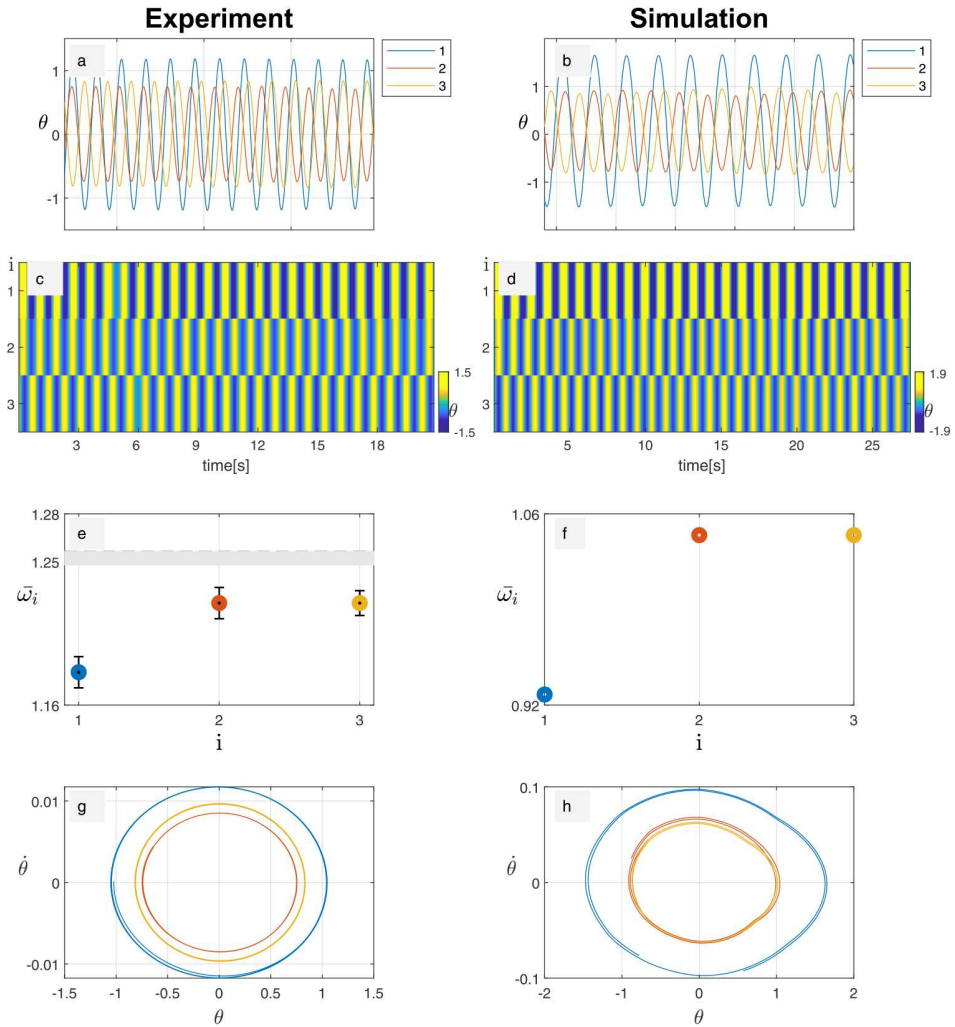 Experiment
Simulation
a
1
2
3
1
θ
0
-1
b
1
2
3
1
θ
0
-1
i
1
2
3
c
1.5
θ
-1.5
3 6 9 12 15 18
time[s]
i
1
2
3
d
1.9
θ
-1.9
5 10 15 20 25
time[s]
e
1.28
1.25
ω̄ᵢ
1.16
1 2 3
i
f
1.06
ω̄ᵢ
0.92
1 2 3
i
g
0.01
θ̇
0
-0.01
-1.5 -1 -0.5 0 0.5 1 1.5
θ
h
0.1
θ̇
0
-0.1
-2 -1 0 1 2
θ